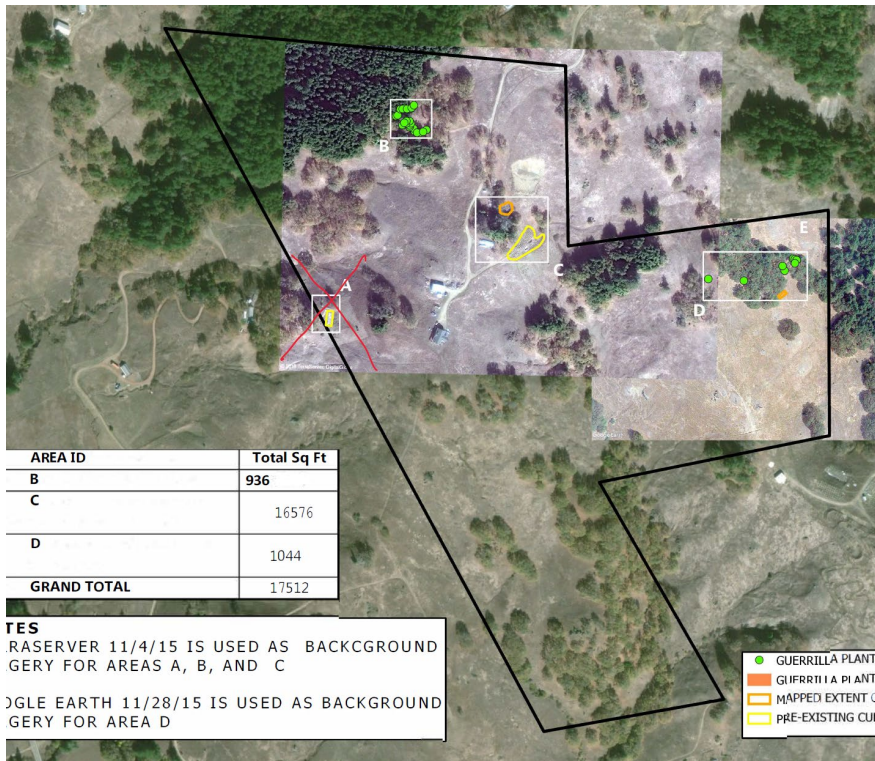 B
A
C
E
D
AREA ID Total Sq Ft
B 936
C 16576
D 1044
GRAND TOTAL 17512
TES
RASERVER 11/4/15 IS USED AS BACKCGROUND
GERY FOR AREAS A, B, AND C
OGLE EARTH 11/28/15 IS USED AS BACKGROUND
GERY FOR AREA D
GUERRILLA PLANT
GUERRILLA PLANT
MAPPED EXTENT
PRE-EXISTING CU